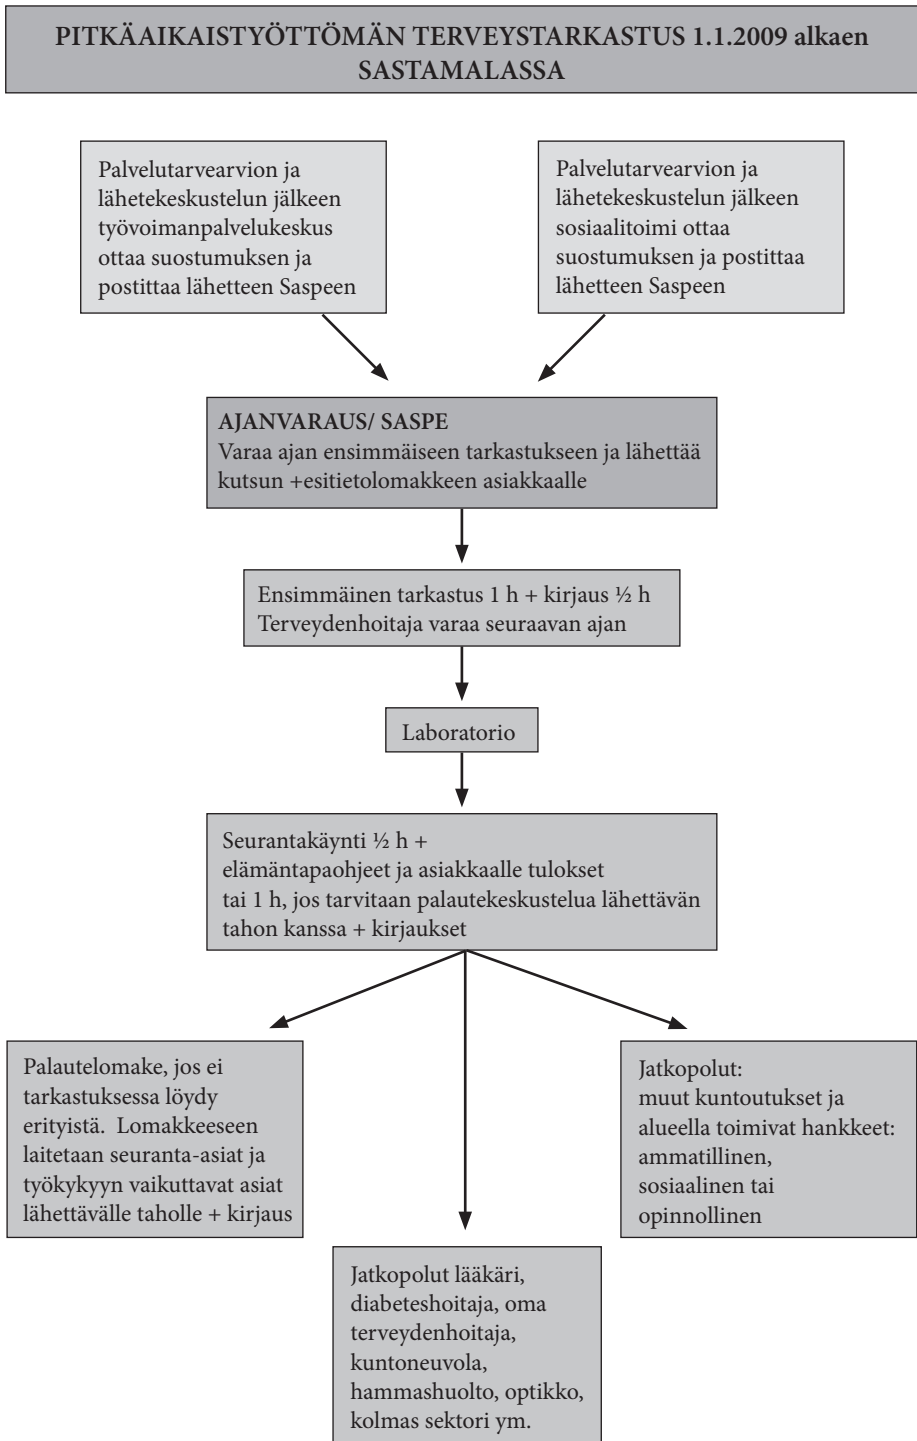 PITKÄAIKAISTYÖTTÖMÄN TERVEYSTARKASTUS 1.1.2009 alkaen
SASTAMALASSA
Palvelutarvearvion ja
lähetekeskustelun jälkeen
työvoimanpalvelukeskus
ottaa suostumuksen ja
postittaa lähetteen Saspeen
Palvelutarvearvion ja
lähetekeskustelun jälkeen
sosiaalitoimi ottaa
suostumuksen ja postittaa
lähetteen Saspeen
AJANVARAUS/ SASPE
Varaa ajan ensimmäiseen tarkastukseen ja lähettää
kutsun +esitietolomakkeen asiakkaalle
Ensimmäinen tarkastus 1 h + kirjaus ½ h
Terveydenhoitaja varaa seuraavan ajan
Laboratorio
Seurantakäynti ½ h +
elämäntapaohjeet ja asiakkaalle tulokset
tai 1 h, jos tarvitaan palautekeskustelua lähettävän
tahon kanssa + kirjaukset
Palautelomake, jos ei
tarkastuksessa löydy
erityistä.  Lomakkeeseen
laitetaan seuranta-asiat ja
työkykyyn vaikuttavat asiat
lähettävälle taholle + kirjaus
Jatkopolut lääkäri,
diabeteshoitaja, oma
terveydenhoitaja,
kuntoneuvola,
hammashuolto, optikko,
kolmas sektori ym.
Jatkopolut:
muut kuntoutukset ja
alueella toimivat hankkeet:
ammatillinen,
sosiaalinen tai
opinnollinen